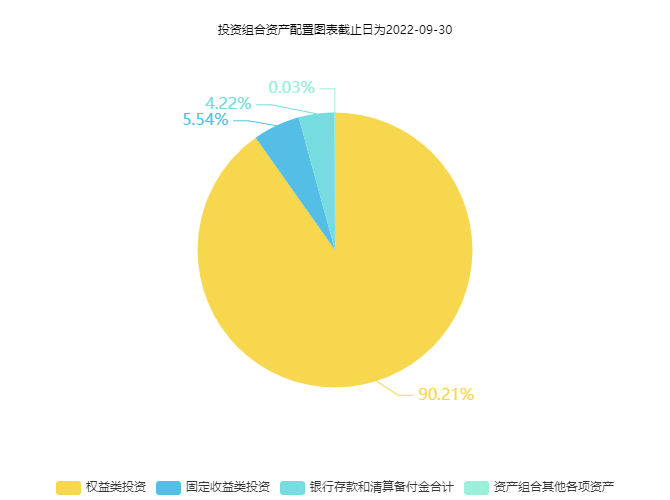 投资组合资产配置图表截止日为2022-09-30
0.03%
4.22%
5.54%
90.21%
权益类投资 固定收益类投资 银行存款和清算备付金合计 资产组合其他各项资产